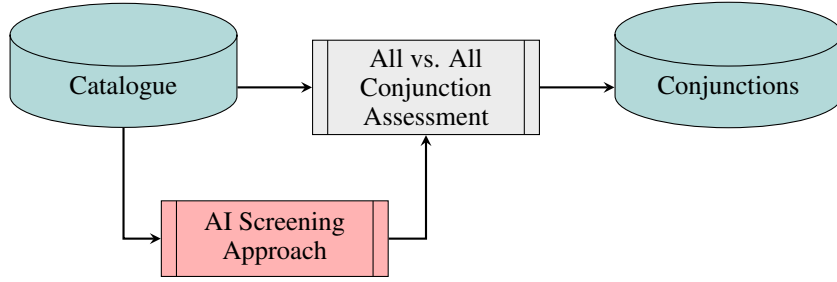 Catalogue
All vs. All
Conjunction
Assessment
Conjunctions
AI Screening
Approach